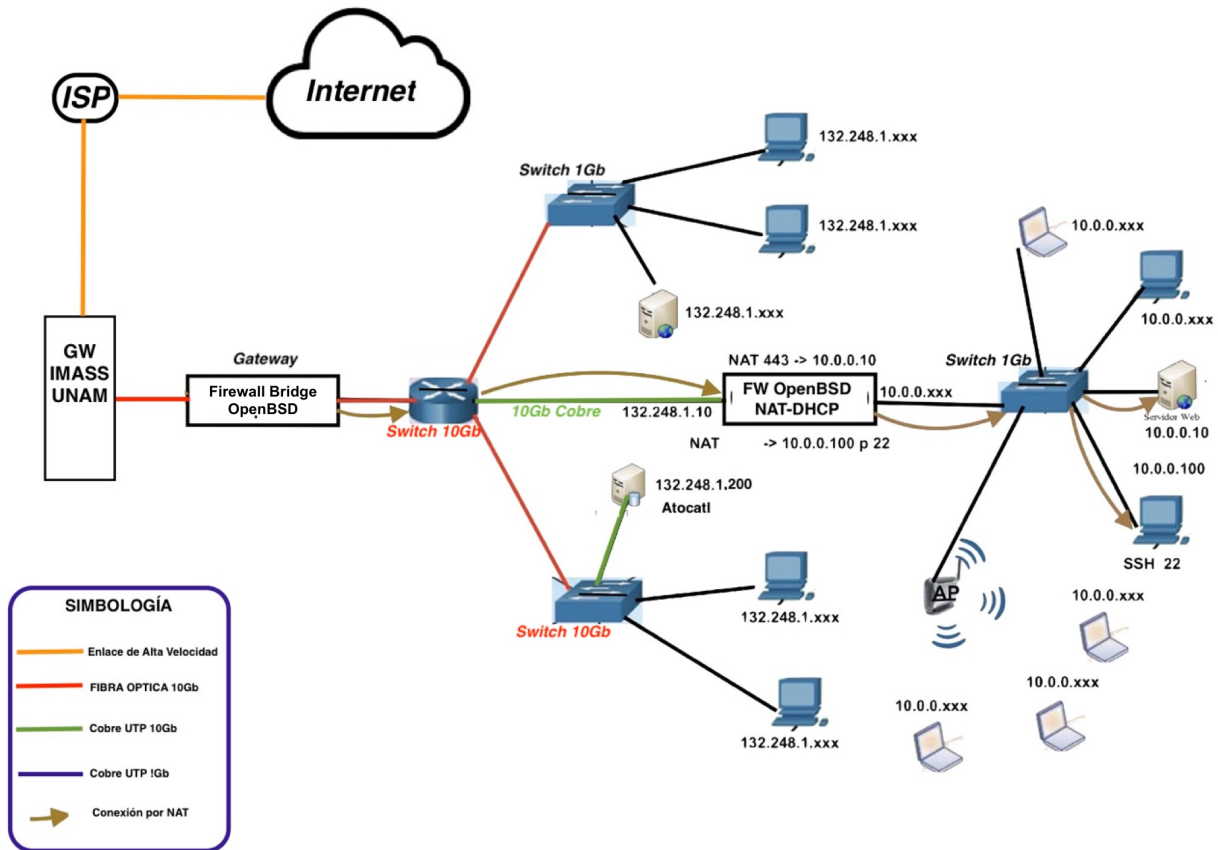 Internet
ISP
132.248.1.xxx
Switch 1Gb
132.248.1.xxx
10.0.0.xxx
132.248.1.xxx
10.0.0.xxx
GW
IMASS
UNAM
Gateway
Firewall Bridge
OpenBSD
Switch 10Gb
10Gb Cobre
132.248.1.10
NAT 443 -> 10.0.0.10
FW OpenBSD
NAT-DHCP
10.0.0.xxx
NAT -> 10.0.0.100 p 22
Switch 1Gb
Servidor Web
10.0.0.10
10.0.0.100
SSH 22
132.248.1.200
Atocatl
Switch 10Gb
132.248.1.xxx
132.248.1.xxx
AP
10.0.0.xxx
10.0.0.xxx
10.0.0.xxx
SIMBOLOGÍA
Enlace de Alta Velocidad
FIBRA OPTICA 10Gb
Cobre UTP 10Gb
Cobre UTP !Gb
Conexión por NAT